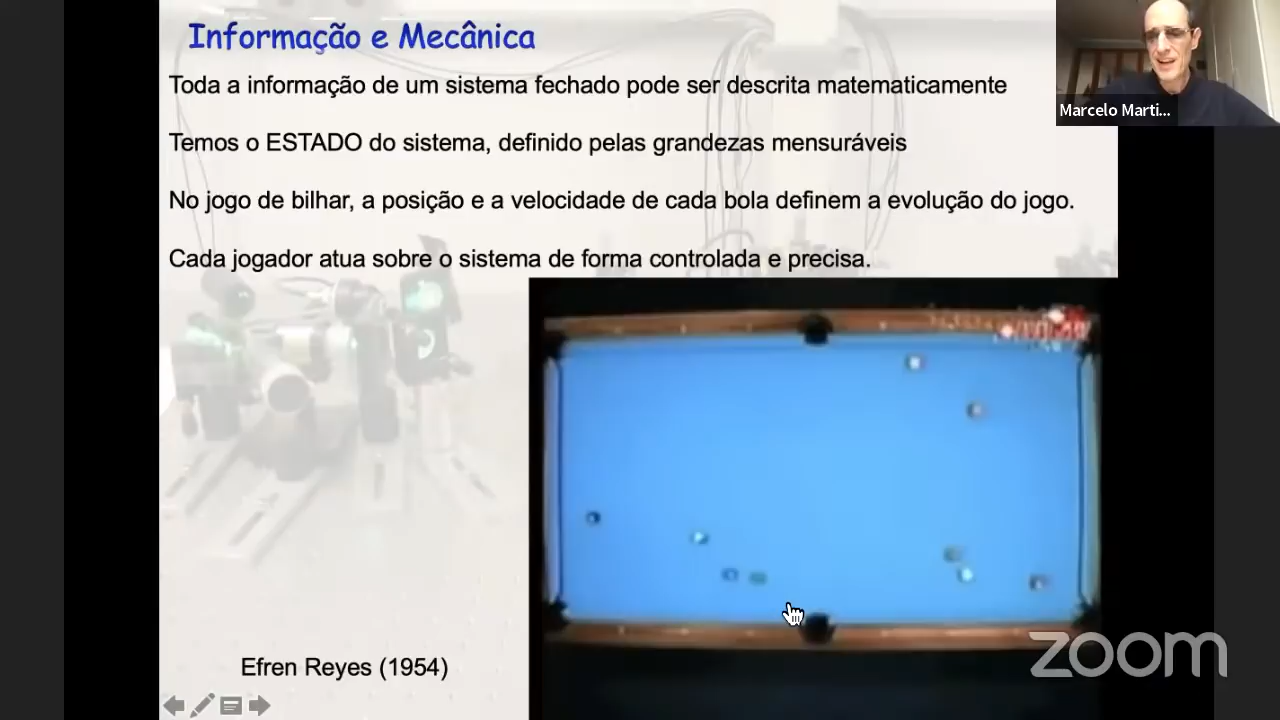 Informação e Mecânica
Toda a informação de um sistema fechado pode ser descrita matematicamente
Temos o ESTADO do sistema, definido pelas grandezas mensuráveis
No jogo de bilhar, a posição e a velocidade de cada bola definem a evolução do jogo.
Cada jogador atua sobre o sistema de forma controlada e precisa.
Efren Reyes (1954)
Marcelo Marti...
zoom